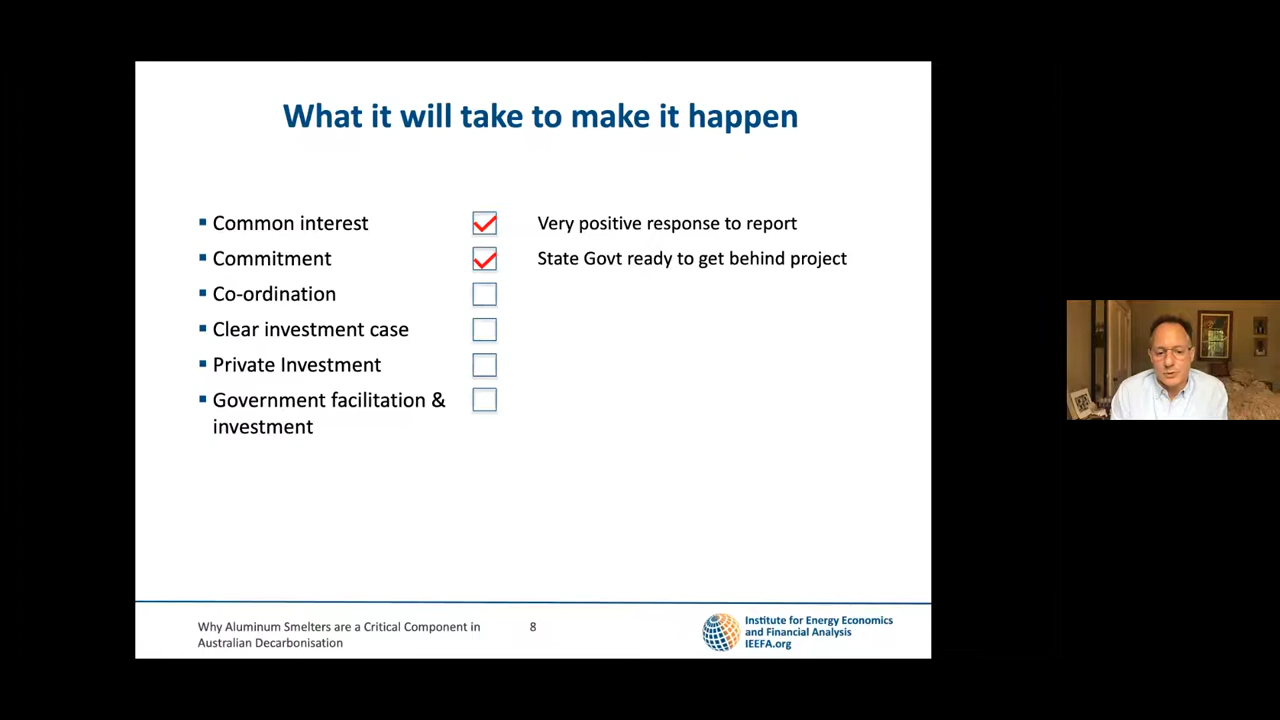 What it will take to make it happen
Common interest
Very positive response to report
Commitment
State Govt ready to get behind project
Co-ordination
Clear investment case
Private Investment
Government facilitation &
investment
Why Aluminum Smelters are a Critical Component in
Australian Decarbonisation
8
Institute for Energy Economics
and Financial Analysis
IEEFA.org